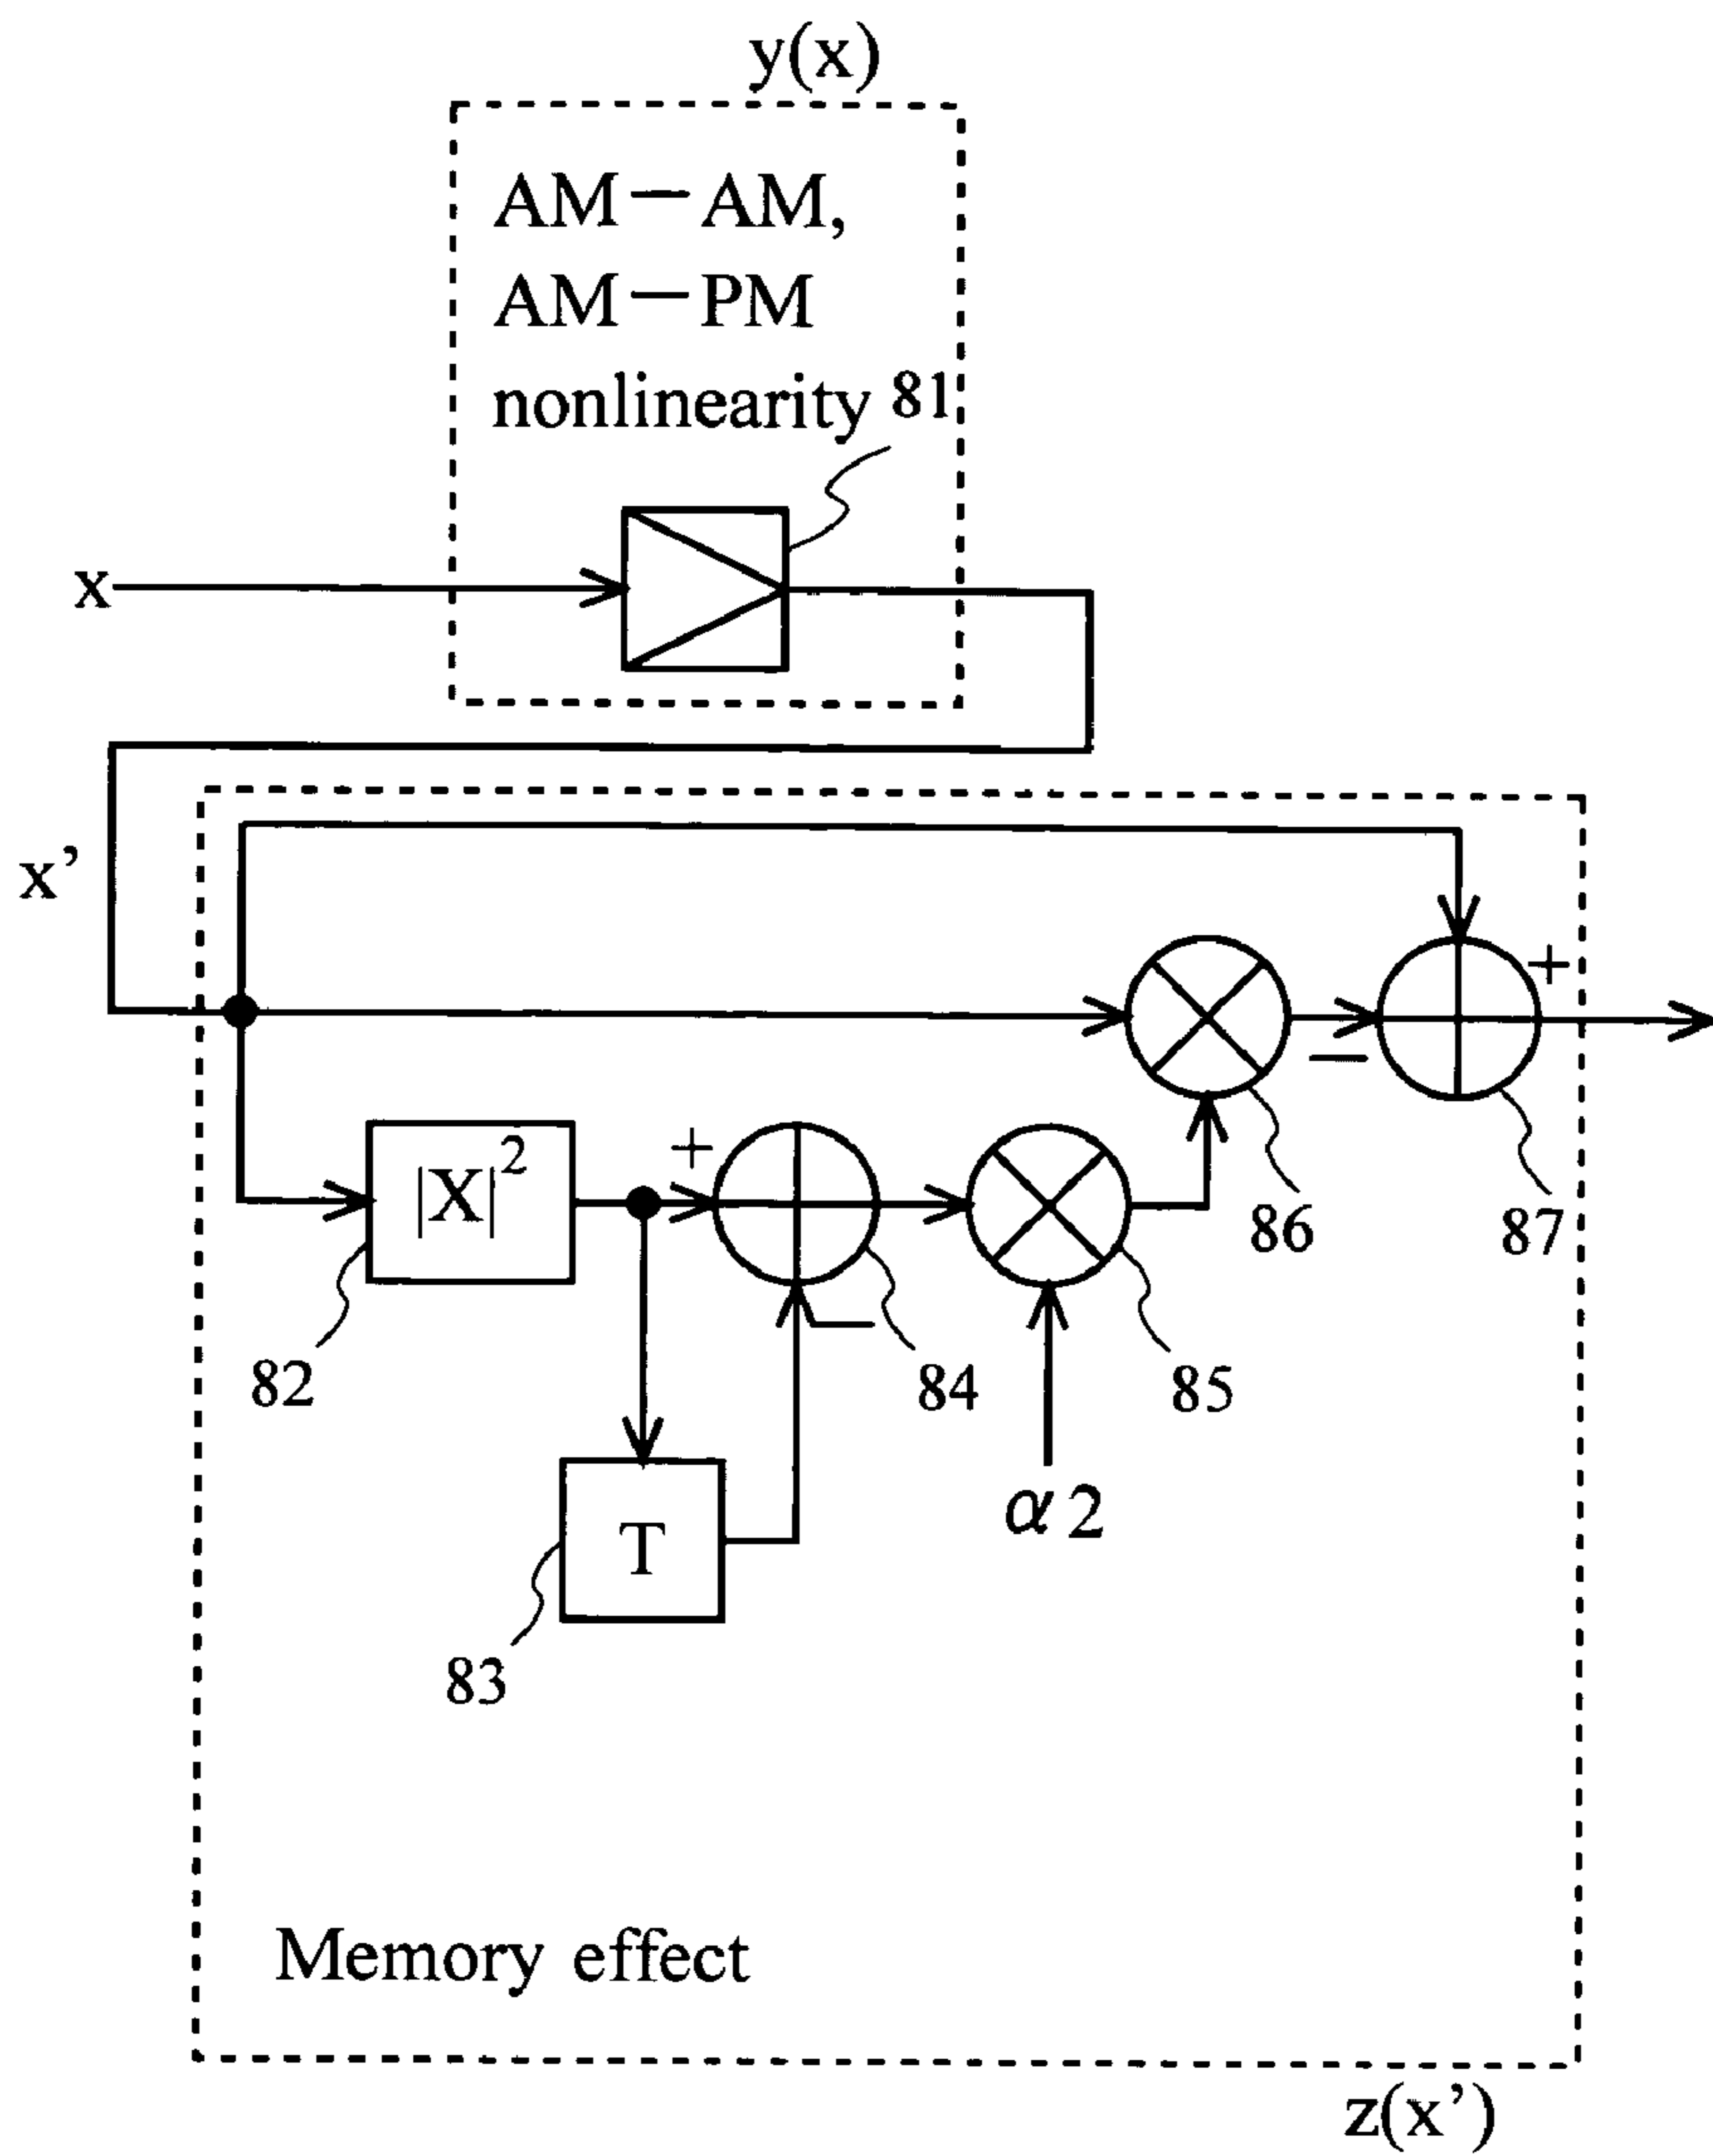 y(x)
AM—AM,
AM—PM
nonlinearity 81
x
x’
+
−
86
87
|X|²
+
−
82
84
85
T
α2
83
Memory effect
z(x’)